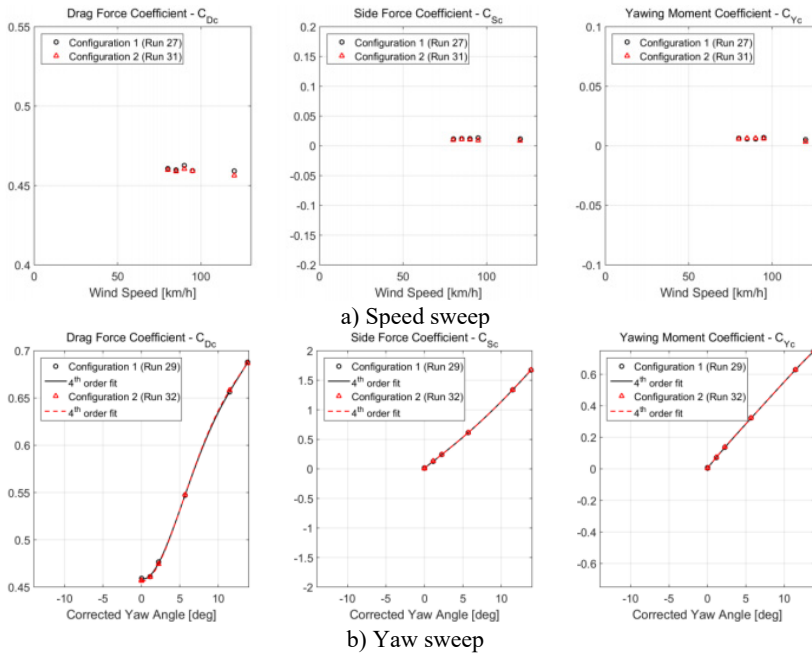 Drag Force Coefficient - C_Dc
Side Force Coefficient - C_Sc
Yawing Moment Coefficient - C_Yc
0.55
0.5
0.45
0.4
Configuration 1 (Run 27)
Configuration 2 (Run 31)
0 50 100
Wind Speed [km/h]
0.2
0.15
0.1
0.05
0
-0.05
-0.1
-0.15
-0.2
Configuration 1 (Run 27)
Configuration 2 (Run 31)
0 50 100
Wind Speed [km/h]
0.1
0.05
0
-0.05
-0.1
Configuration 1 (Run 27)
Configuration 2 (Run 31)
0 50 100
Wind Speed [km/h]
a) Speed sweep
Drag Force Coefficient - C_Dc
Side Force Coefficient - C_Sc
Yawing Moment Coefficient - C_Yc
0.7
0.65
0.6
0.55
0.5
0.45
Configuration 1 (Run 29)
4th order fit
Configuration 2 (Run 32)
4th order fit
-10 -5 0 5 10
Corrected Yaw Angle [deg]
2
1.5
1
0.5
0
-0.5
-1
-1.5
-2
Configuration 1 (Run 29)
4th order fit
Configuration 2 (Run 32)
4th order fit
-10 -5 0 5 10
Corrected Yaw Angle [deg]
0.6
0.4
0.2
0
-0.2
-0.4
-0.6
Configuration 1 (Run 29)
4th order fit
Configuration 2 (Run 32)
4th order fit
-10 -5 0 5 10
Corrected Yaw Angle [deg]
b) Yaw sweep